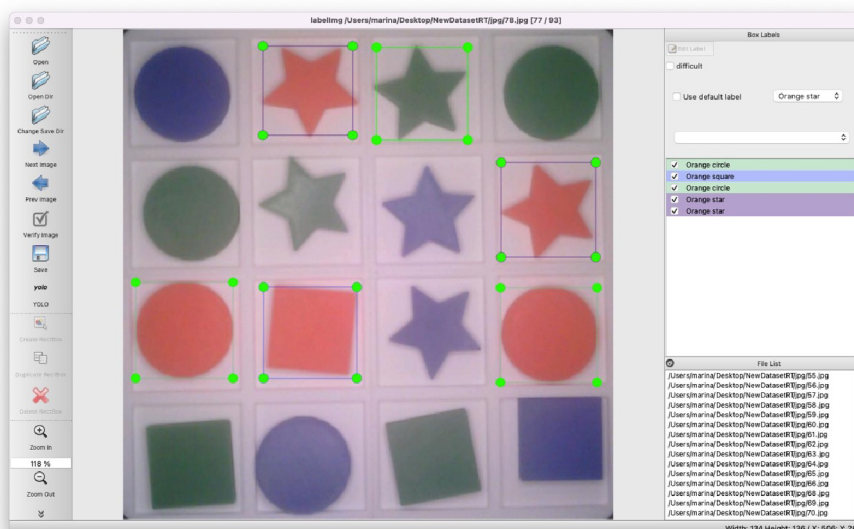 labelImg /Users/marina/Desktop/NewDatasetRT/jpg/78.jpg [77 / 93]
Open
Open Dir
Change Save Dir
Next Image
Prev Image
Verify Image
Save
yolo
YOLO
Create RectBox
Duplicate RectBox
Delete RectBox
Zoom In
118 %
Zoom Out
Box Labels
Edit Label
difficult
Use default label
Orange star
Orange circle
Orange square
Orange circle
Orange star
Orange star
File List
/Users/marina/Desktop/NewDatasetRT/jpg/55.jpg
/Users/marina/Desktop/NewDatasetRT/jpg/56.jpg
/Users/marina/Desktop/NewDatasetRT/jpg/57.jpg
/Users/marina/Desktop/NewDatasetRT/jpg/58.jpg
/Users/marina/Desktop/NewDatasetRT/jpg/59.jpg
/Users/marina/Desktop/NewDatasetRT/jpg/60.jpg
/Users/marina/Desktop/NewDatasetRT/jpg/61.jpg
/Users/marina/Desktop/NewDatasetRT/jpg/62.jpg
/Users/marina/Desktop/NewDatasetRT/jpg/63.jpg
/Users/marina/Desktop/NewDatasetRT/jpg/64.jpg
/Users/marina/Desktop/NewDatasetRT/jpg/65.jpg
/Users/marina/Desktop/NewDatasetRT/jpg/66.jpg
/Users/marina/Desktop/NewDatasetRT/jpg/68.jpg
/Users/marina/Desktop/NewDatasetRT/jpg/69.jpg
/Users/marina/Desktop/NewDatasetRT/jpg/70.jpg
Width: 134 Height: 136 / X: 506; Y: